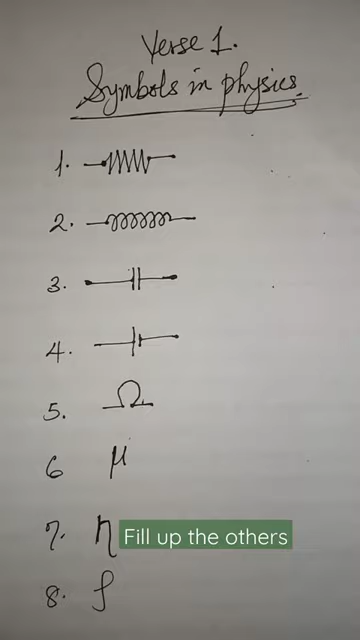 Verse 1.
Symbols in physics.
1.
2.
3.
4.
5. Ω
6 μ
7. η Fill up the others
8. ρ